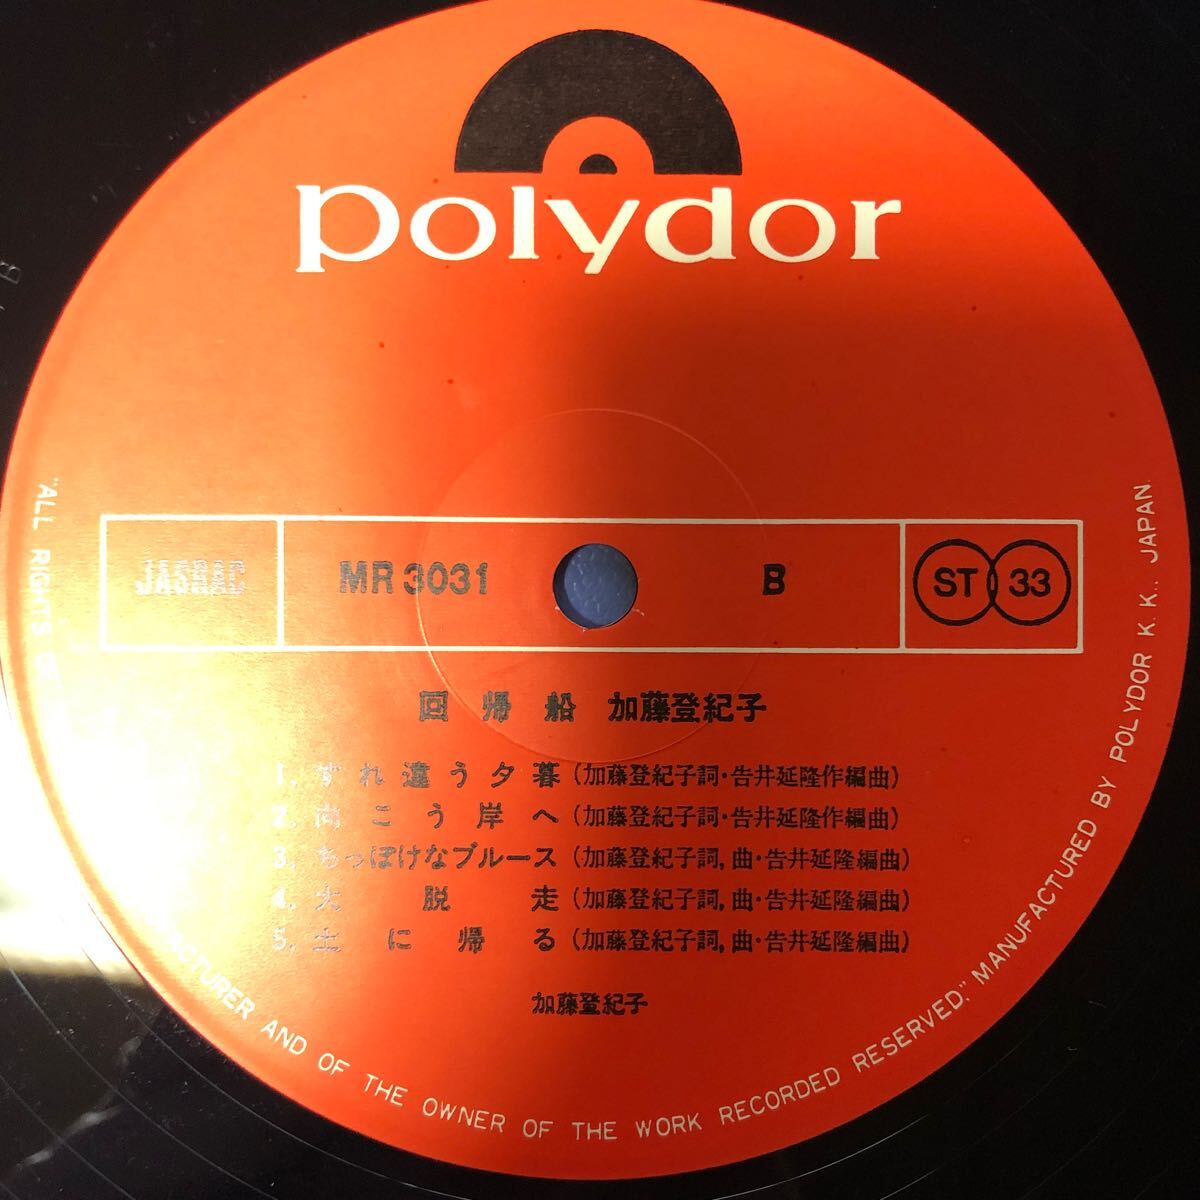 polydor
JASRAC MR 3031 B ST 33
回帰船 加藤登紀子
1. すれ違う夕暮 (加藤登紀子詞・告井延隆作編曲)
2. 向こう岸へ (加藤登紀子詞・告井延隆作編曲)
3. ちっぽけなブルース (加藤登紀子詞,曲・告井延隆編曲)
4. 大脱走 (加藤登紀子詞,曲・告井延隆編曲)
5. 土に帰る (加藤登紀子詞,曲・告井延隆編曲)
加藤登紀子
"ALL RIGHTS OF
ACTURER AND OF THE OWNER OF THE WORK RECORDED RESERVED." MANUFACTURED BY POLYDOR K. K., JAPAN.
B